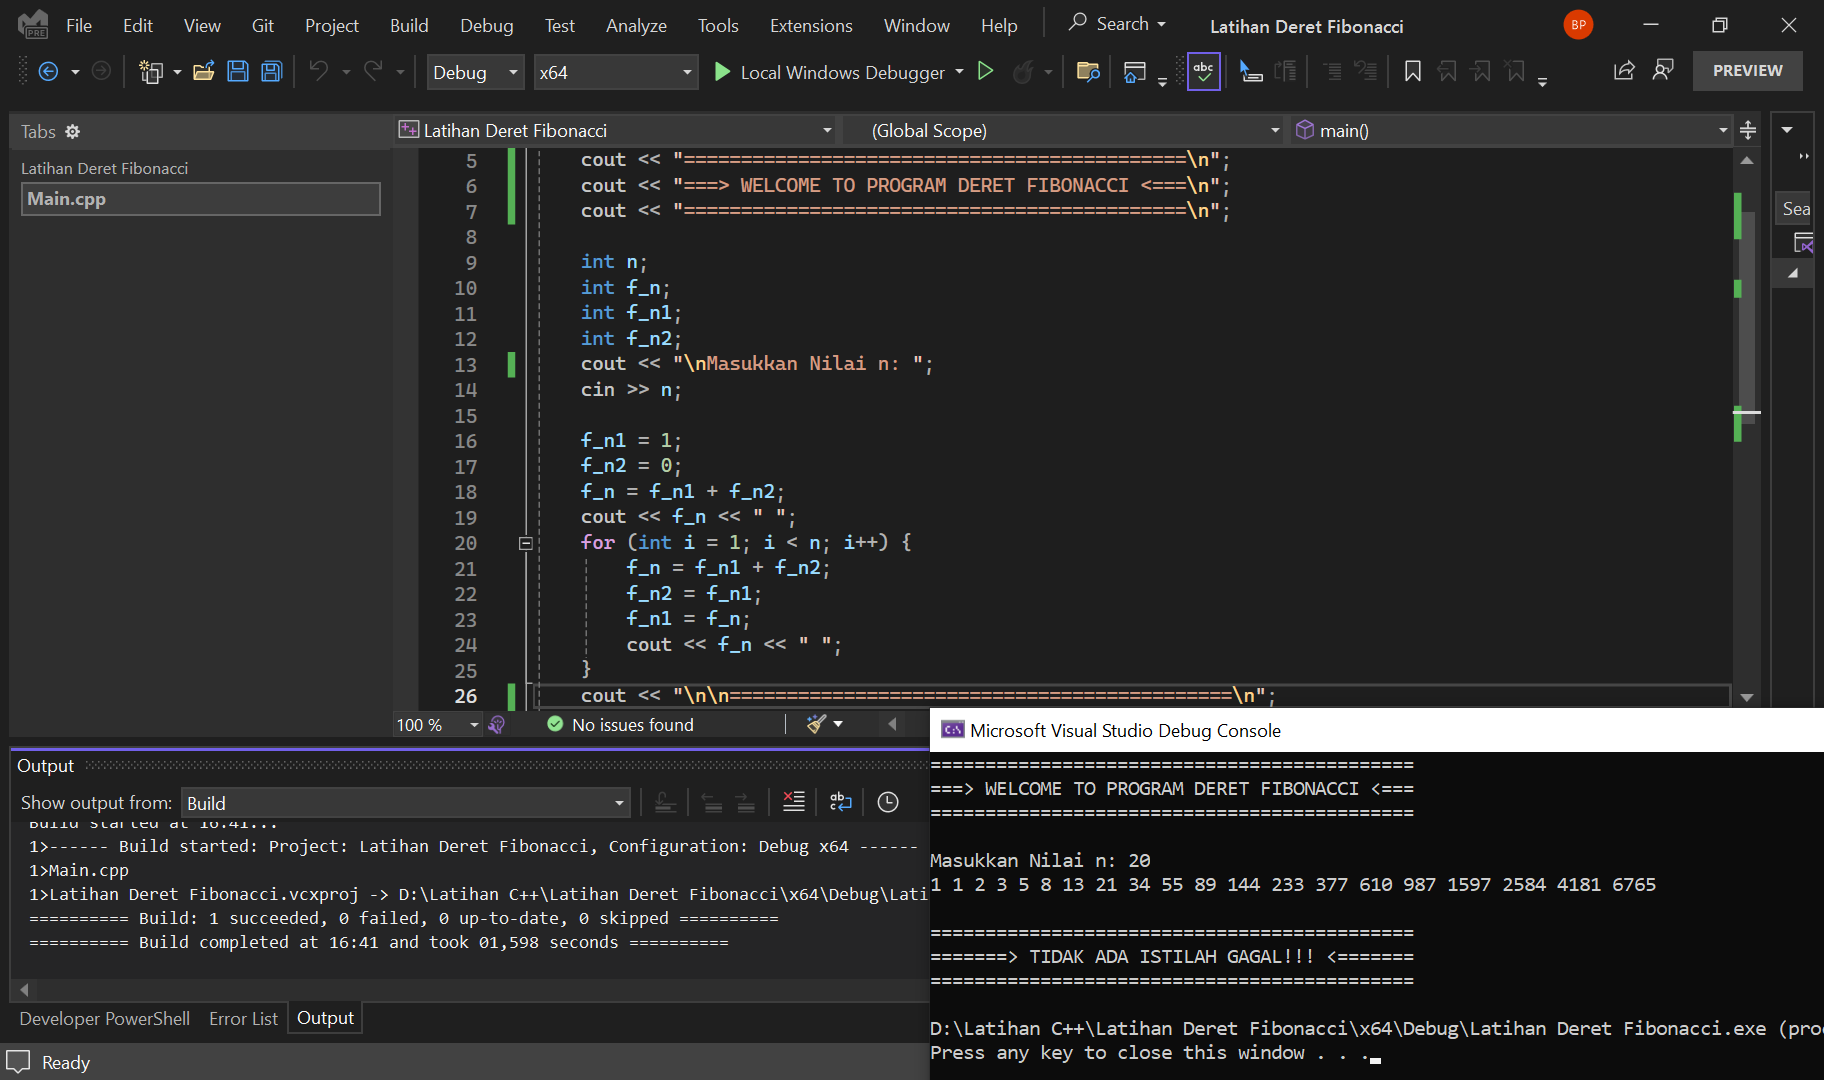 File Edit View Git Project Build Debug Test Analyze Tools Extensions Window Help Search Latihan Deret Fibonacci BP
PRE
Debug x64 Local Windows Debugger abc PREVIEW
Tabs
Latihan Deret Fibonacci
Main.cpp
Latihan Deret Fibonacci (Global Scope) main()
Sea
5 cout << "============================================\n";
6 cout << "===> WELCOME TO PROGRAM DERET FIBONACCI <===\n";
7 cout << "============================================\n";
8
9 int n;
10 int f_n;
11 int f_n1;
12 int f_n2;
13 cout << "\nMasukkan Nilai n: ";
14 cin >> n;
15
16 f_n1 = 1;
17 f_n2 = 0;
18 f_n = f_n1 + f_n2;
19 cout << f_n << " ";
20 for (int i = 1; i < n; i++) {
21 f_n = f_n1 + f_n2;
22 f_n2 = f_n1;
23 f_n1 = f_n;
24 cout << f_n << " ";
25 }
26 cout << "\n\n============================================\n";
100 % No issues found
Output
Show output from: Build
Build started at 16:41...
1>------ Build started: Project: Latihan Deret Fibonacci, Configuration: Debug x64 ------
1>Main.cpp
1>Latihan Deret Fibonacci.vcxproj -> D:\Latihan C++\Latihan Deret Fibonacci\x64\Debug\Lati
========== Build: 1 succeeded, 0 failed, 0 up-to-date, 0 skipped ==========
========== Build completed at 16:41 and took 01,598 seconds ==========
Developer PowerShell Error List Output
Ready
Microsoft Visual Studio Debug Console
============================================
===> WELCOME TO PROGRAM DERET FIBONACCI <===
============================================
Masukkan Nilai n: 20
1 1 2 3 5 8 13 21 34 55 89 144 233 377 610 987 1597 2584 4181 6765
============================================
=======> TIDAK ADA ISTILAH GAGAL!!! <=======
============================================
D:\Latihan C++\Latihan Deret Fibonacci\x64\Debug\Latihan Deret Fibonacci.exe (proc
Press any key to close this window . . .